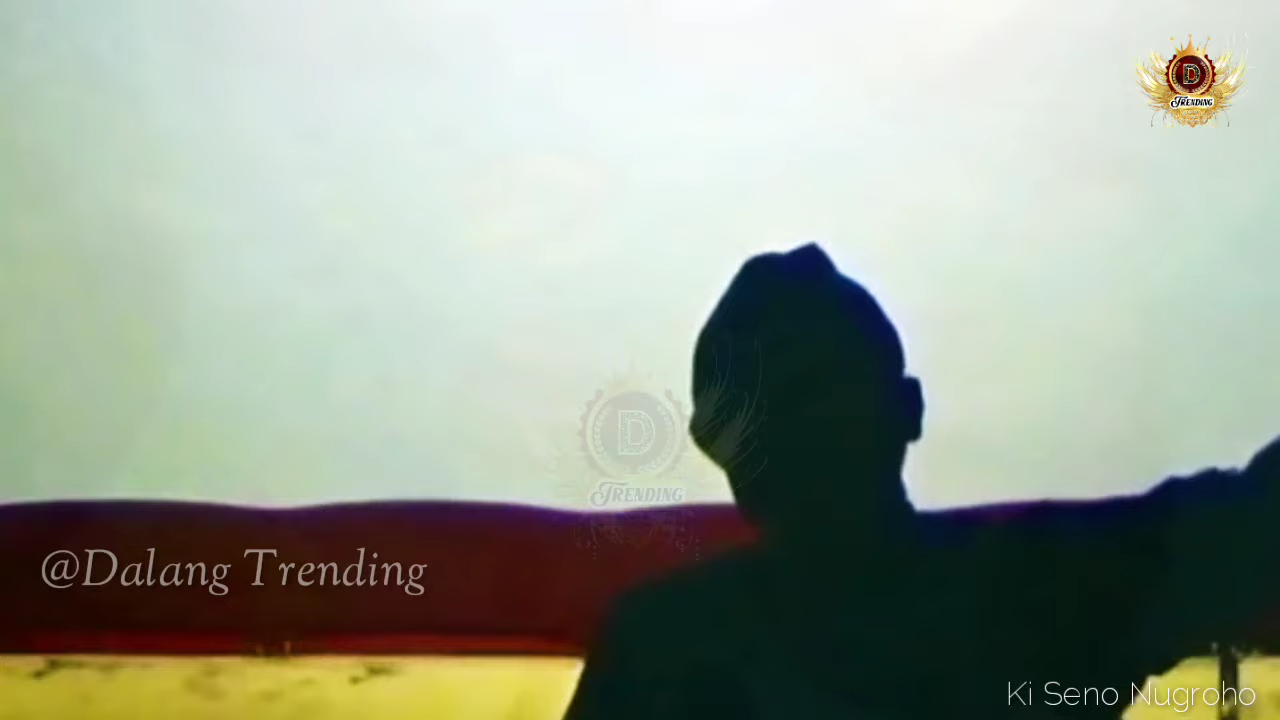 D
TRENDING
D
TRENDING
@Dalang Trending
Ki Seno Nugroho